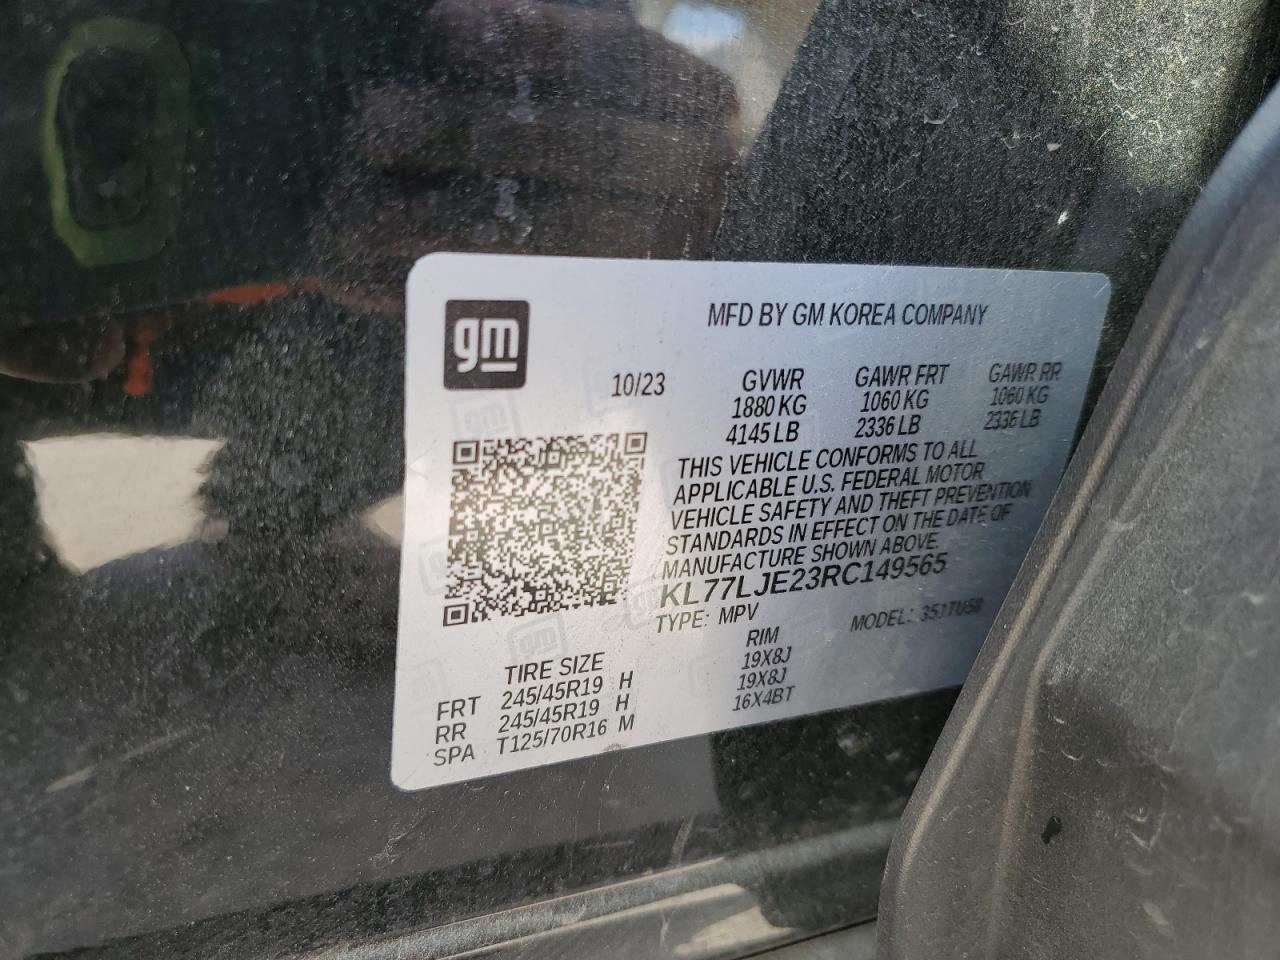 gm
MFD BY GM KOREA COMPANY
10/23 GVWR GAWR FRT GAWR RR
1880 KG 1060 KG 1060 KG
4145 LB 2336 LB 2336 LB
THIS VEHICLE CONFORMS TO ALL
APPLICABLE U.S. FEDERAL MOTOR
VEHICLE SAFETY AND THEFT PREVENTION
STANDARDS IN EFFECT ON THE DATE OF
MANUFACTURE SHOWN ABOVE.
KL77LJE23RC149565
TYPE: MPV MODEL:
TIRE SIZE RIM
FRT 245/45R19 H 19X8J
RR 245/45R19 H 19X8J
SPA T125/70R16 M 16X4BT